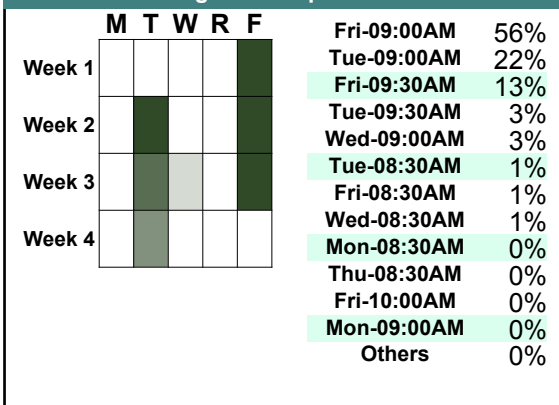 M T W R F
Week 1
Week 2
Week 3
Week 4
Fri-09:00AM 56%
Tue-09:00AM 22%
Fri-09:30AM 13%
Tue-09:30AM 3%
Wed-09:00AM 3%
Tue-08:30AM 1%
Fri-08:30AM 1%
Wed-08:30AM 1%
Mon-08:30AM 0%
Thu-08:30AM 0%
Fri-10:00AM 0%
Mon-09:00AM 0%
Others 0%